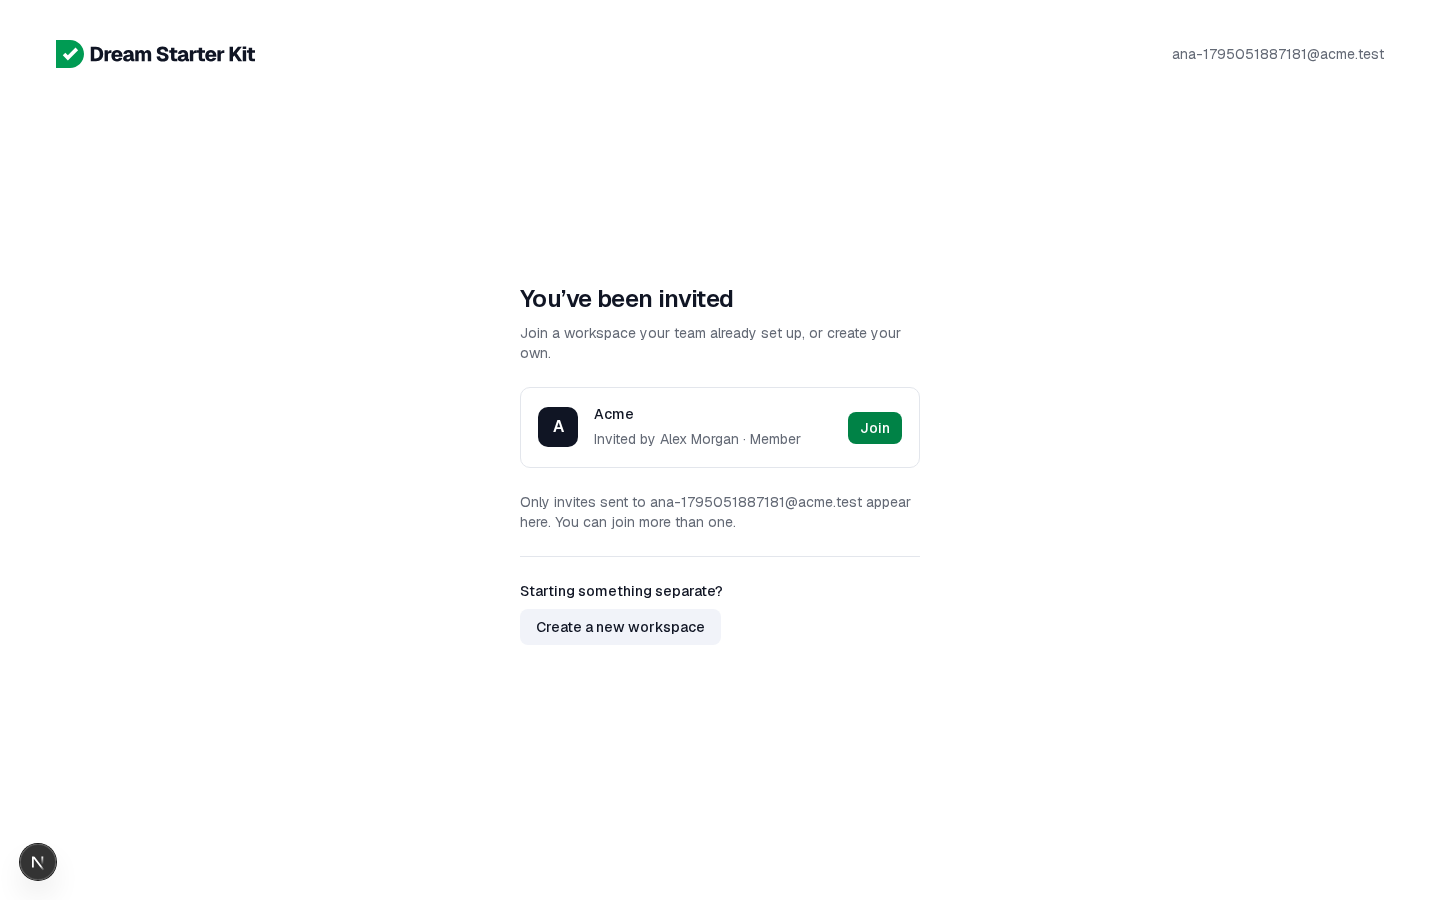 Dream Starter Kit
ana-1795051887181@acme.test
You’ve been invited
Join a workspace your team already set up, or create your
own.
A
Acme
Invited by Alex Morgan · Member
Join
Only invites sent to ana-1795051887181@acme.test appear
here. You can join more than one.
Starting something separate?
Create a new workspace
N